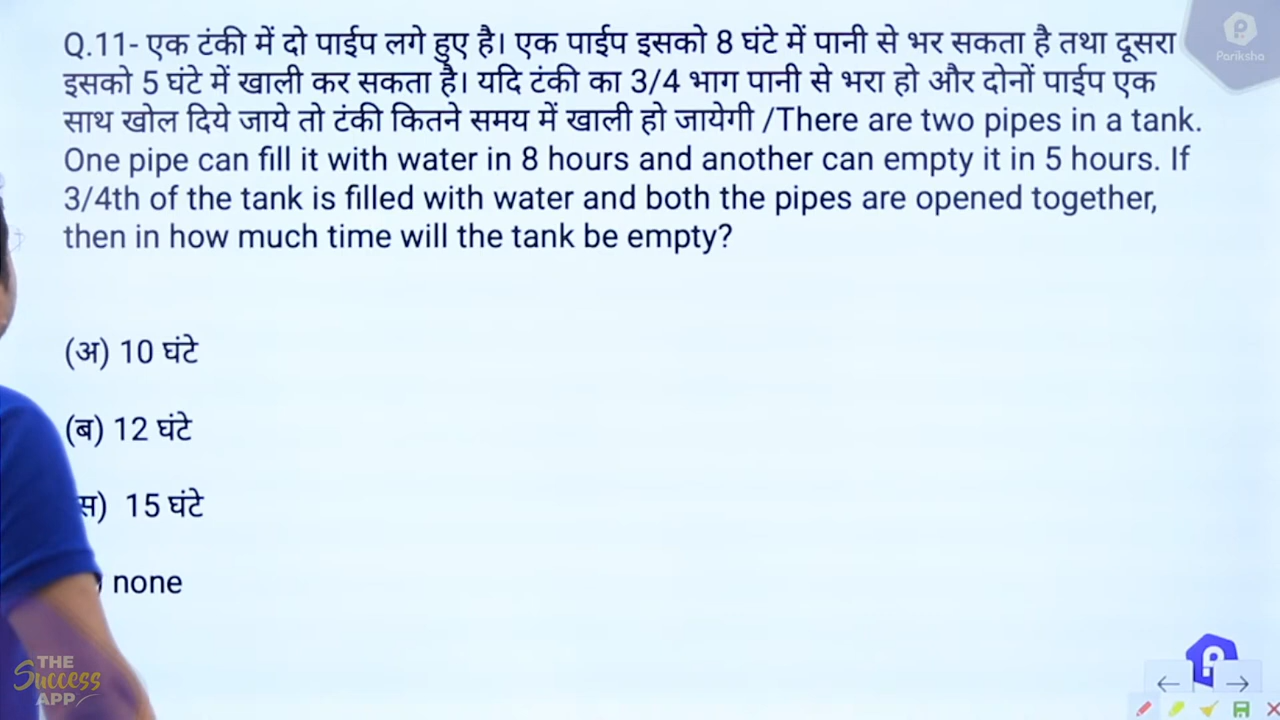 Q.11- एक टंकी में दो पाईप लगे हुए है। एक पाईप इसको 8 घंटे में पानी से भर सकता है तथा दूसरा
इसको 5 घंटे में खाली कर सकता है। यदि टंकी का 3/4 भाग पानी से भरा हो और दोनों पाईप एक
साथ खोल दिये जाये तो टंकी कितने समय में खाली हो जायेगी /There are two pipes in a tank.
One pipe can fill it with water in 8 hours and another can empty it in 5 hours. If
3/4th of the tank is filled with water and both the pipes are opened together,
then in how much time will the tank be empty?
(अ) 10 घंटे
(ब) 12 घंटे
स) 15 घंटे
) none
Pariksha
THE
Success
APP